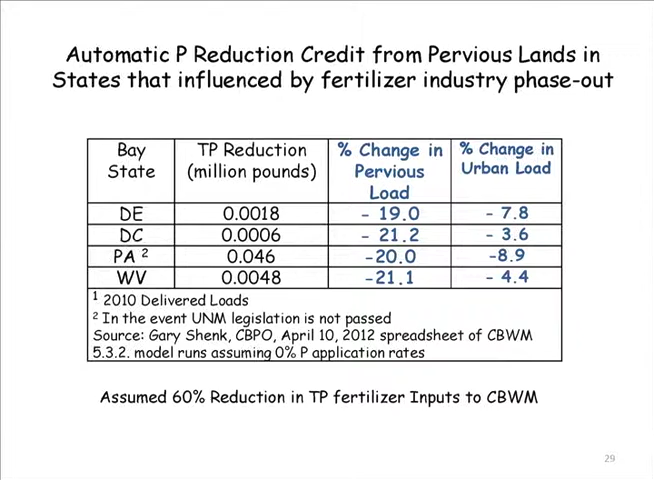 Automatic P Reduction Credit from Pervious Lands in
States that influenced by fertilizer industry phase-out
Bay State | TP Reduction (million pounds) | % Change in Pervious Load | % Change in Urban Load
DE | 0.0018 | - 19.0 | - 7.8
DC | 0.0006 | - 21.2 | - 3.6
PA ² | 0.046 | -20.0 | -8.9
WV | 0.0048 | -21.1 | - 4.4
¹ 2010 Delivered Loads
² In the event UNM legislation is not passed
Source: Gary Shenk, CBPO, April 10, 2012 spreadsheet of CBWM
5.3.2. model runs assuming 0% P application rates
Assumed 60% Reduction in TP fertilizer Inputs to CBWM
29